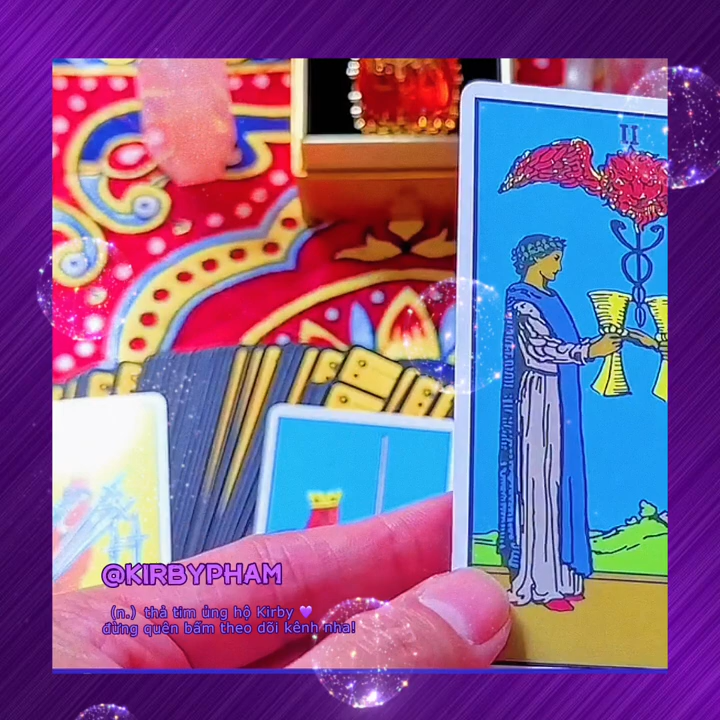 II
@KIRBYPHAM
(n.) thả tim ủng hộ Kirby 💜
đừng quên bấm theo dõi kênh nha!